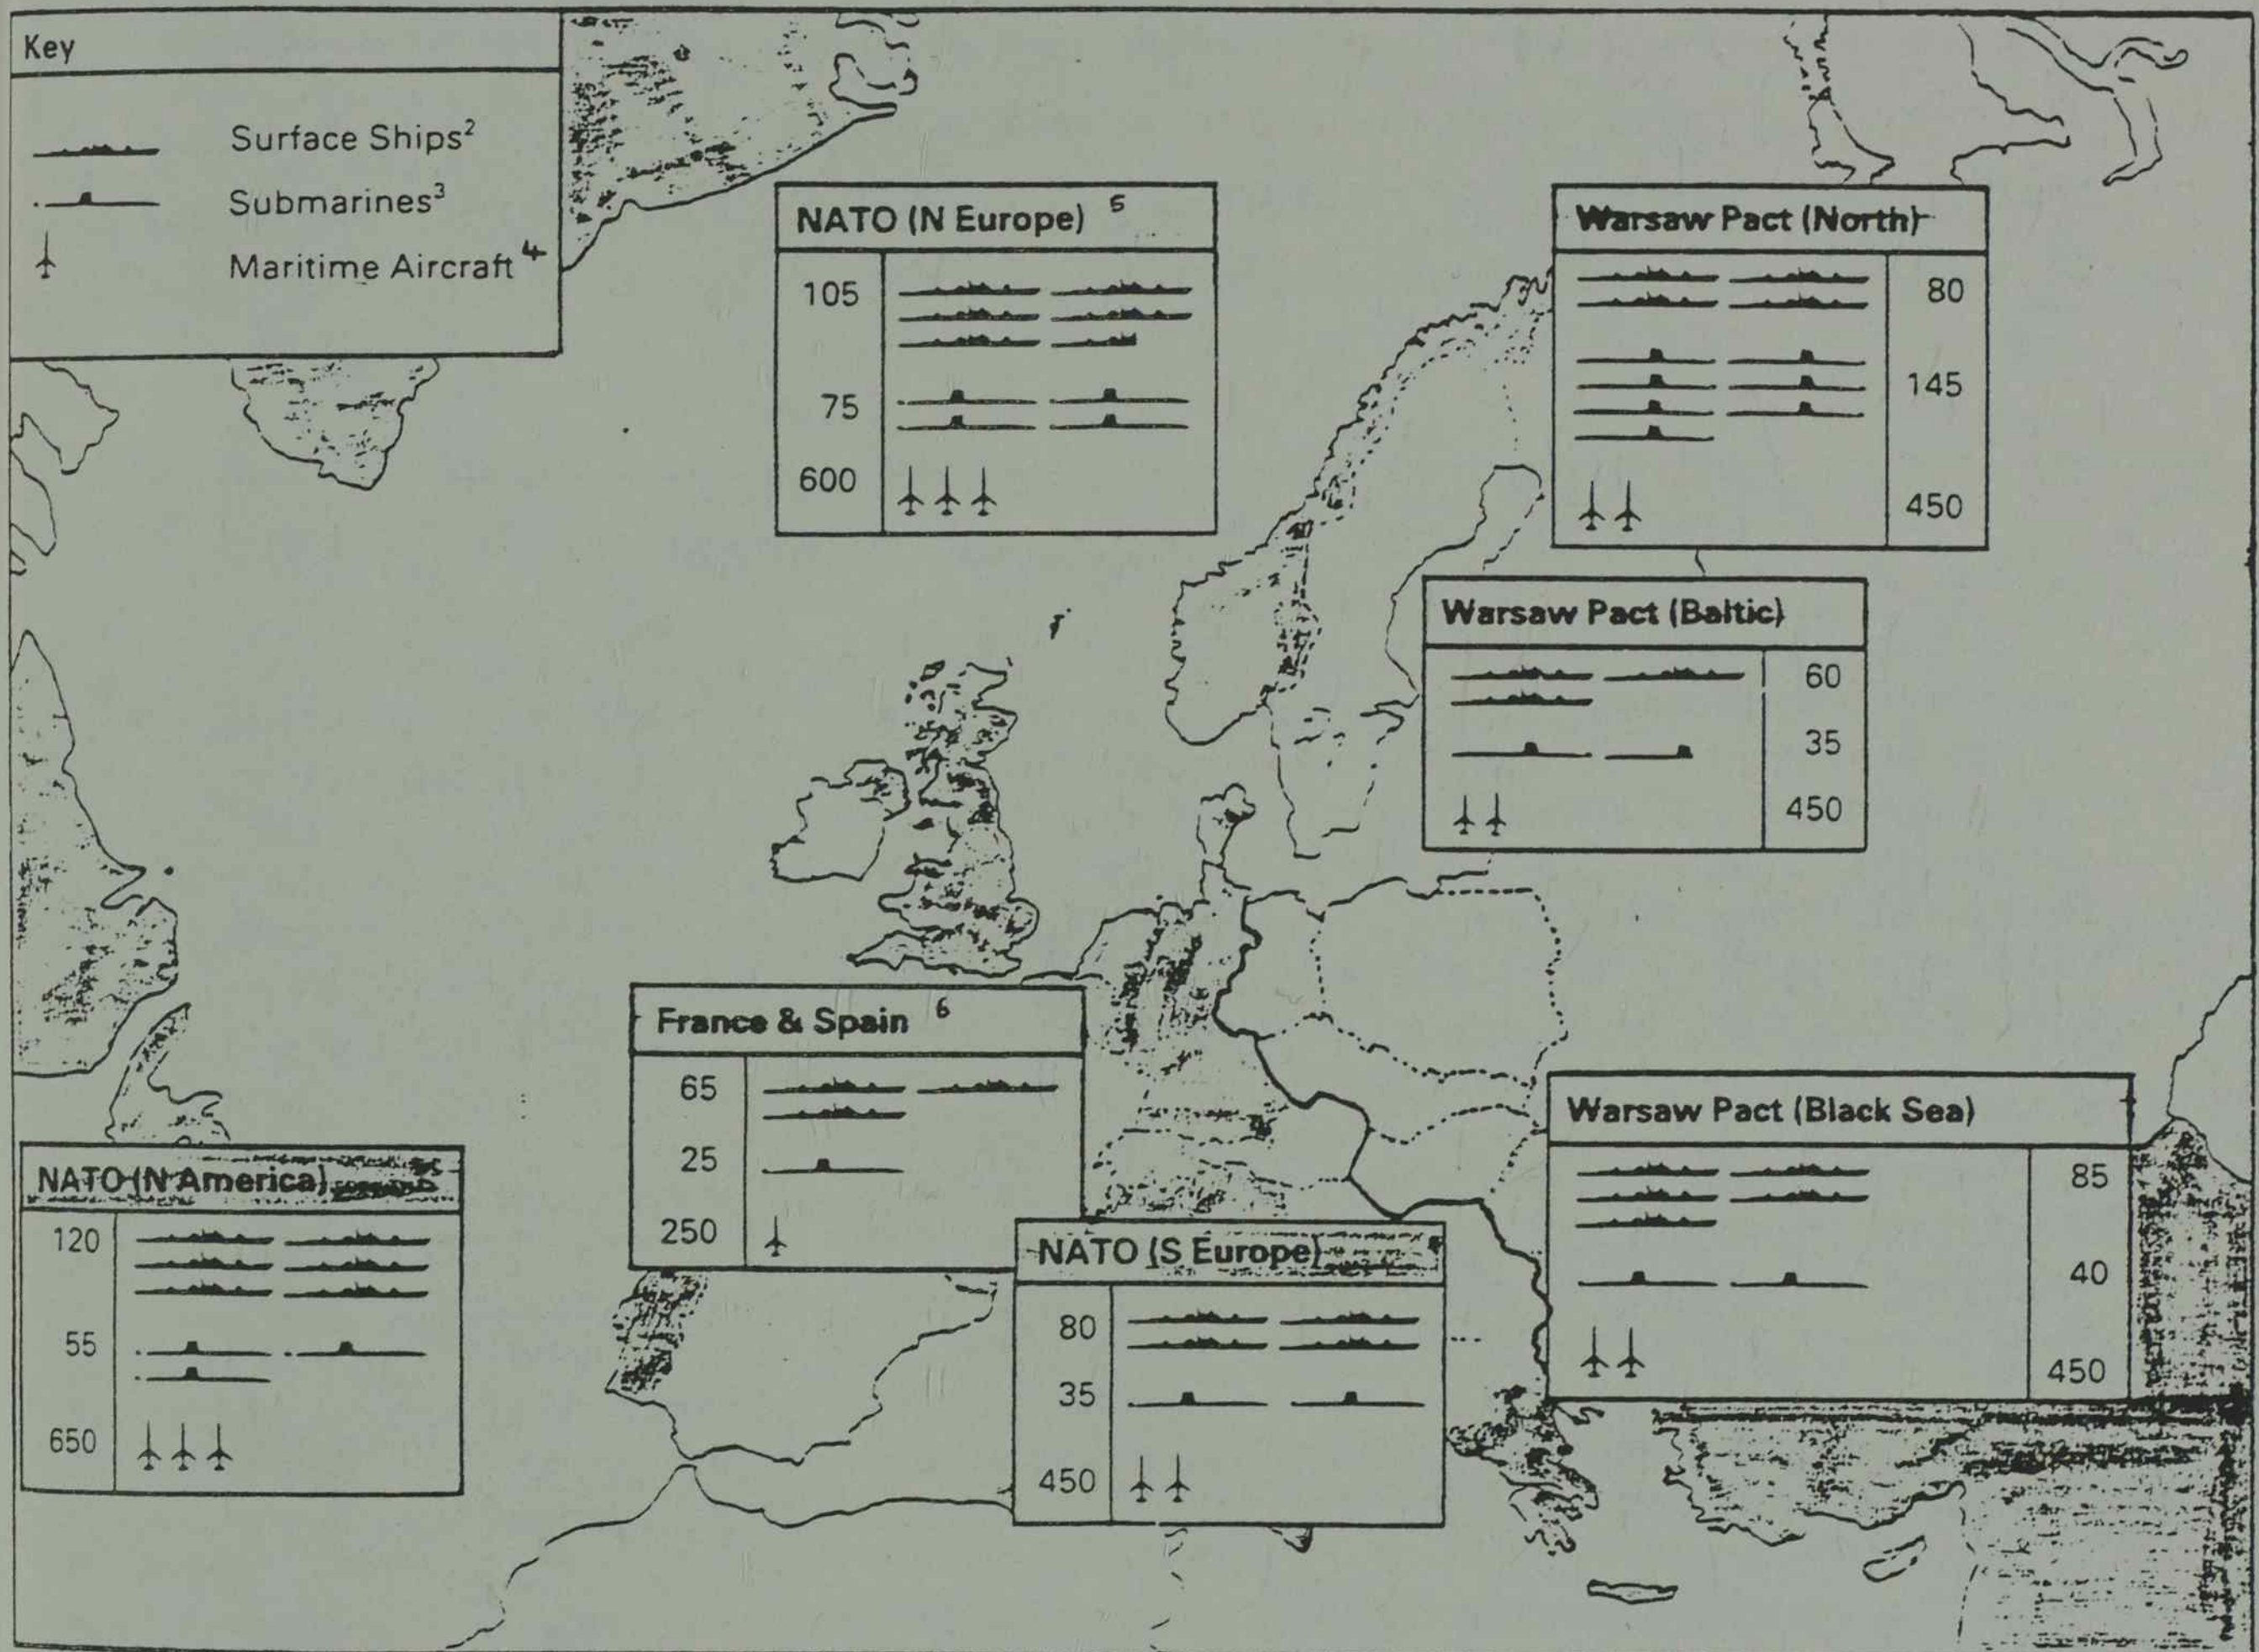 Key
Surface Ships²
Submarines³
Maritime Aircraft ⁴
NATO (N Europe) ⁵
105
75
600
Warsaw Pact (North)
80
145
450
Warsaw Pact (Baltic)
60
35
450
France & Spain ⁶
65
25
250
Warsaw Pact (Black Sea)
85
40
450
NATO (N America)
120
55
650
NATO (S Europe)
80
35
450